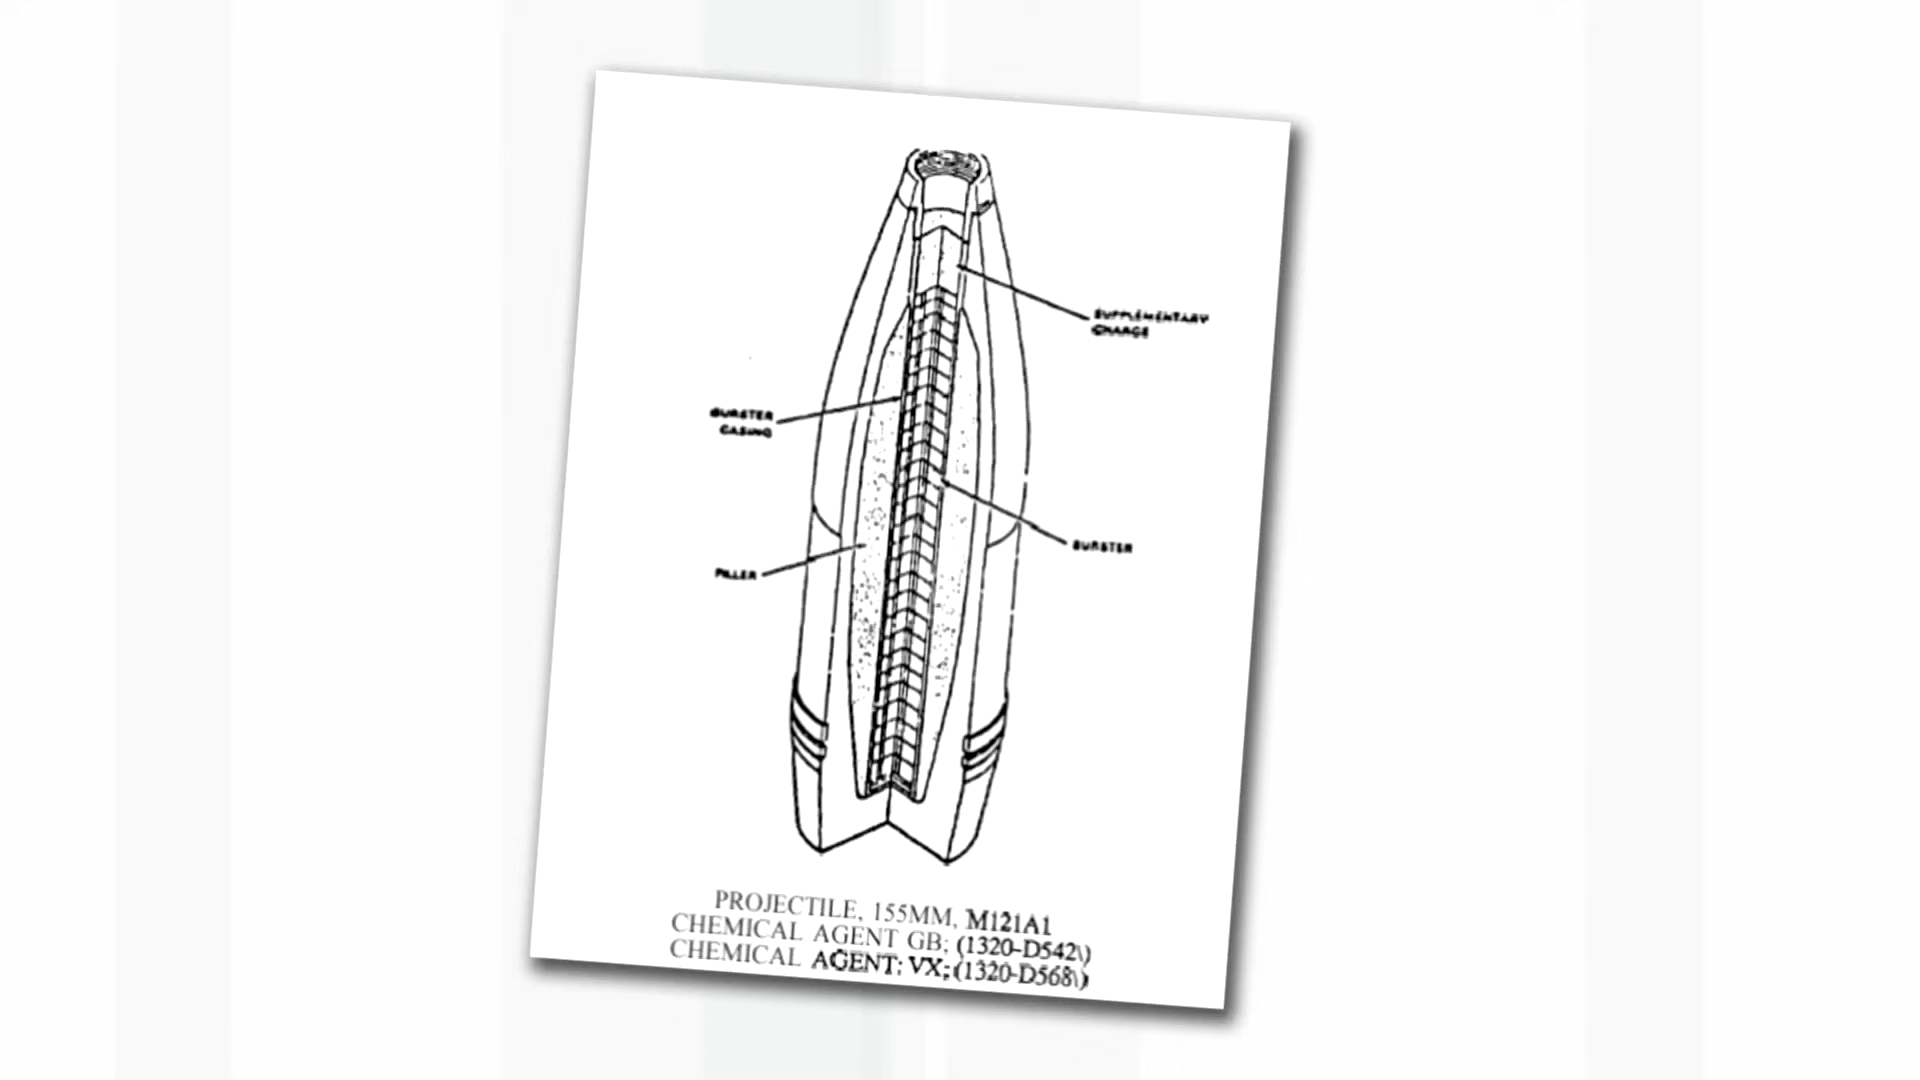 SUPPLEMENTARY
CHARGE
BURSTER
CASING
BURSTER
FILLER
PROJECTILE, 155MM, M121A1
CHEMICAL AGENT GB; (1320-D542\)
CHEMICAL AGENT; VX; (1320-D568\)